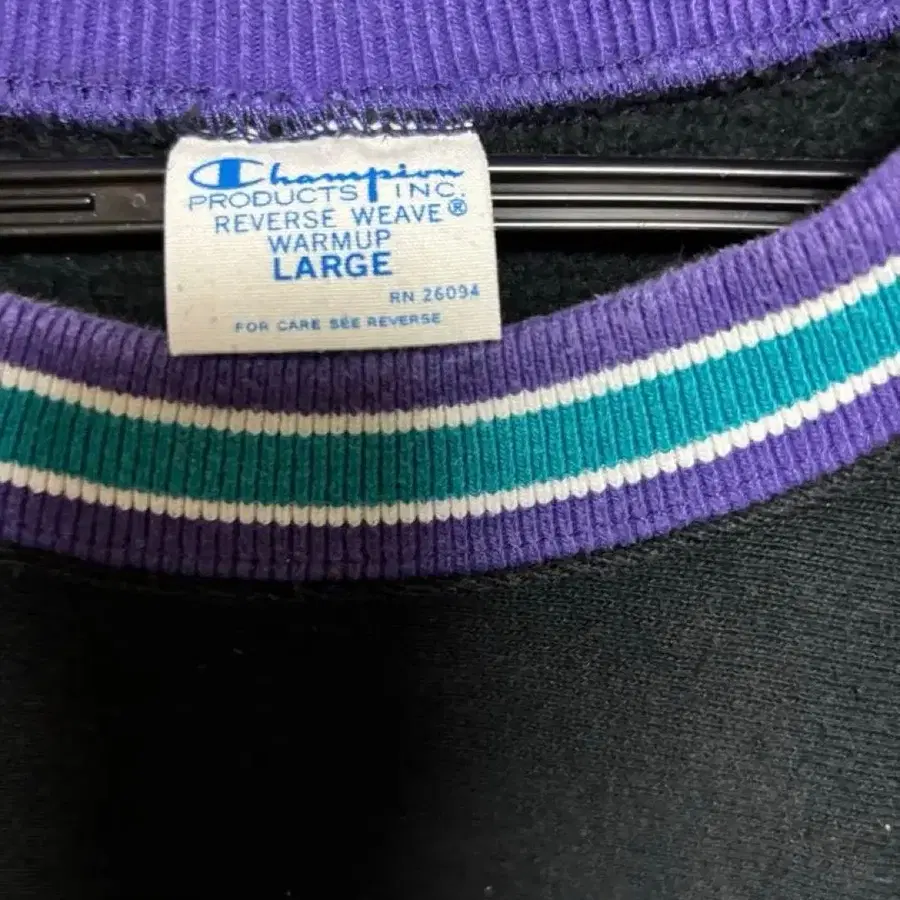 Champion
PRODUCTS INC.
REVERSE WEAVE®
WARMUP
LARGE
RN 26094
FOR CARE SEE REVERSE